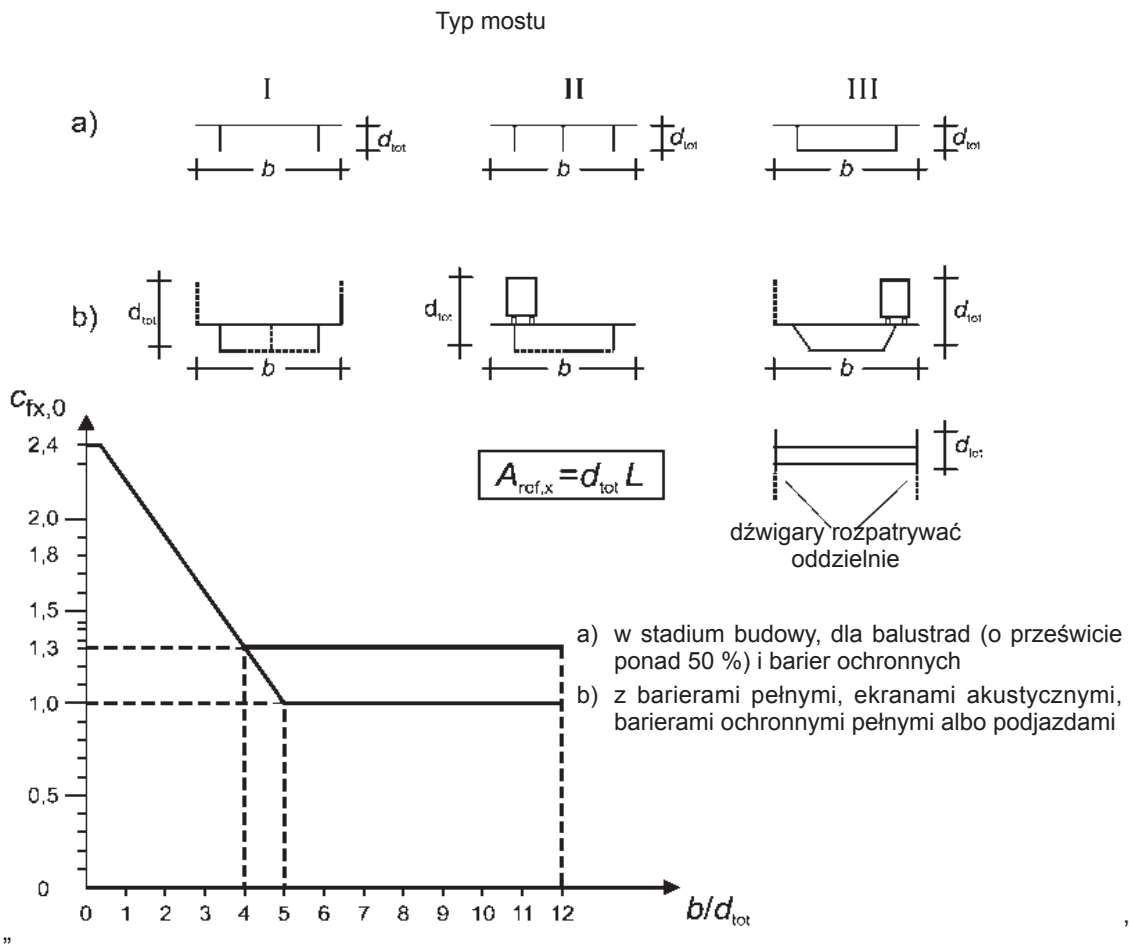 Typ mostu
I II III
a) d_tot d_tot d_tot
b b b
b) d_tot d_tot d_tot
b b b
c_fx,0
2,4
A_ref,x = d_tot L
d_tot
2,0
dźwigary rozpatrywać
oddzielnie
1,8
1,5
a) w stadium budowy, dla balustrad (o prześwicie
1,3
ponad 50 %) i barier ochronnych
1,0
b) z barierami pełnymi, ekranami akustycznymi,
barierami ochronnymi pełnymi albo podjazdami
0,5
0
0 1 2 3 4 5 6 7 8 9 10 11 12
b/d_tot
,
„